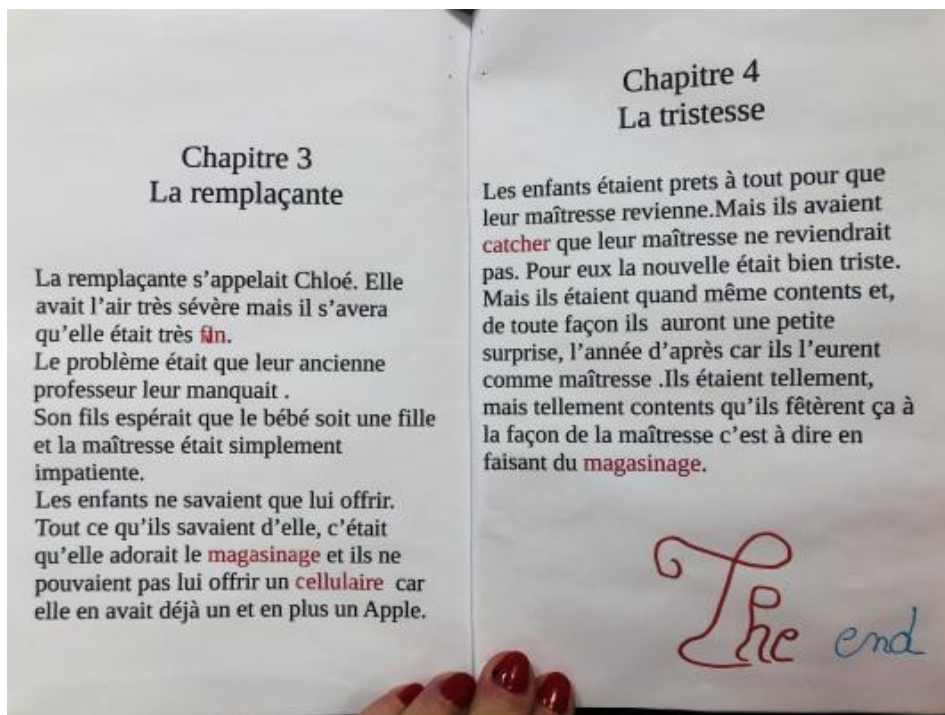 Chapitre 3
La remplaçante
La remplaçante s'appelait Chloé. Elle
avait l'air très sévère mais il s'avera
qu'elle était très fin.
Le problème était que leur ancienne
professeur leur manquait .
Son fils espérait que le bébé soit une fille
et la maîtresse était simplement
impatiente.
Les enfants ne savaient que lui offrir.
Tout ce qu'ils savaient d'elle, c'était
qu'elle adorait le magasinage et ils ne
pouvaient pas lui offrir un cellulaire car
elle en avait déjà un et en plus un Apple.
Chapitre 4
La tristesse
Les enfants étaient prets à tout pour que
leur maîtresse revienne.Mais ils avaient
catcher que leur maîtresse ne reviendrait
pas. Pour eux la nouvelle était bien triste.
Mais ils étaient quand même contents et,
de toute façon ils auront une petite
surprise, l'année d'après car ils l'eurent
comme maîtresse .Ils étaient tellement,
mais tellement contents qu'ils fêtèrent ça à
la façon de la maîtresse c'est à dire en
faisant du magasinage.
The end